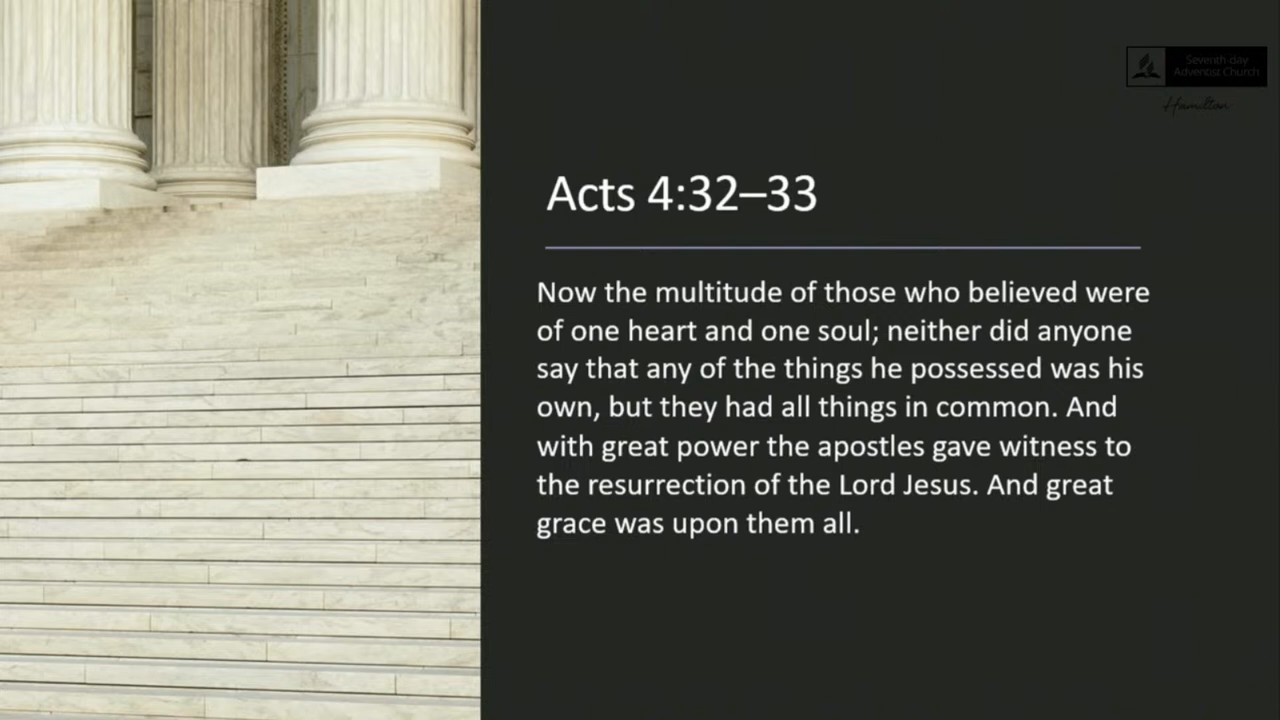 Seventh-day
Adventist Church
Hamilton
Acts 4:32–33
Now the multitude of those who believed were
of one heart and one soul; neither did anyone
say that any of the things he possessed was his
own, but they had all things in common. And
with great power the apostles gave witness to
the resurrection of the Lord Jesus. And great
grace was upon them all.